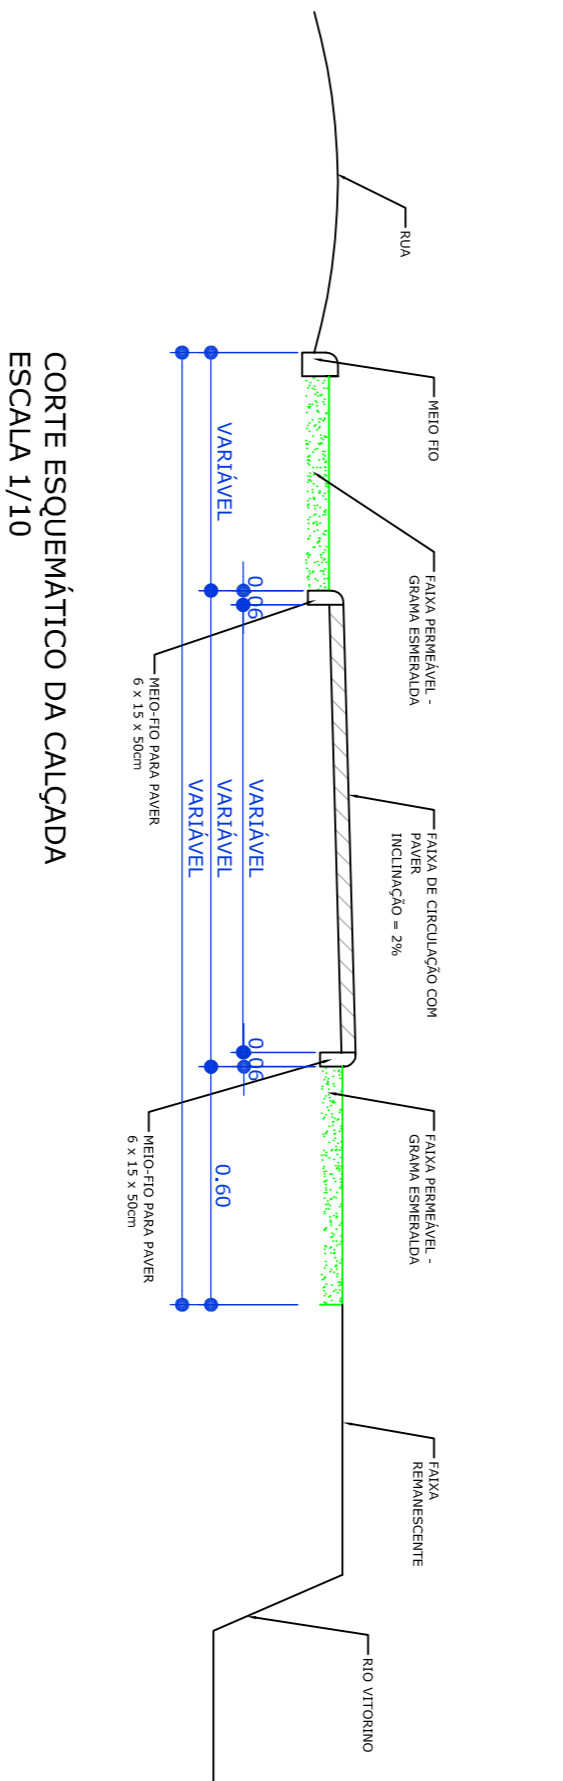 RUA
MEIO FIO
FAIXA PERMEÁVEL -
GRAMA ESMERALDA
FAIXA DE CIRCULAÇÃO COM
PAVER
INCLINAÇÃO = 2%
FAIXA PERMEÁVEL -
GRAMA ESMERALDA
FAIXA
REMANESCENTE
RIO VITORINO
0.06
VARIÁVEL
0.06
VARIÁVEL
VARIÁVEL
0.60
VARIÁVEL
MEIO-FIO PARA PAVER
6 x 15 x 50cm
MEIO-FIO PARA PAVER
6 x 15 x 50cm
CORTE ESQUEMÁTICO DA CALÇADA
ESCALA 1/10